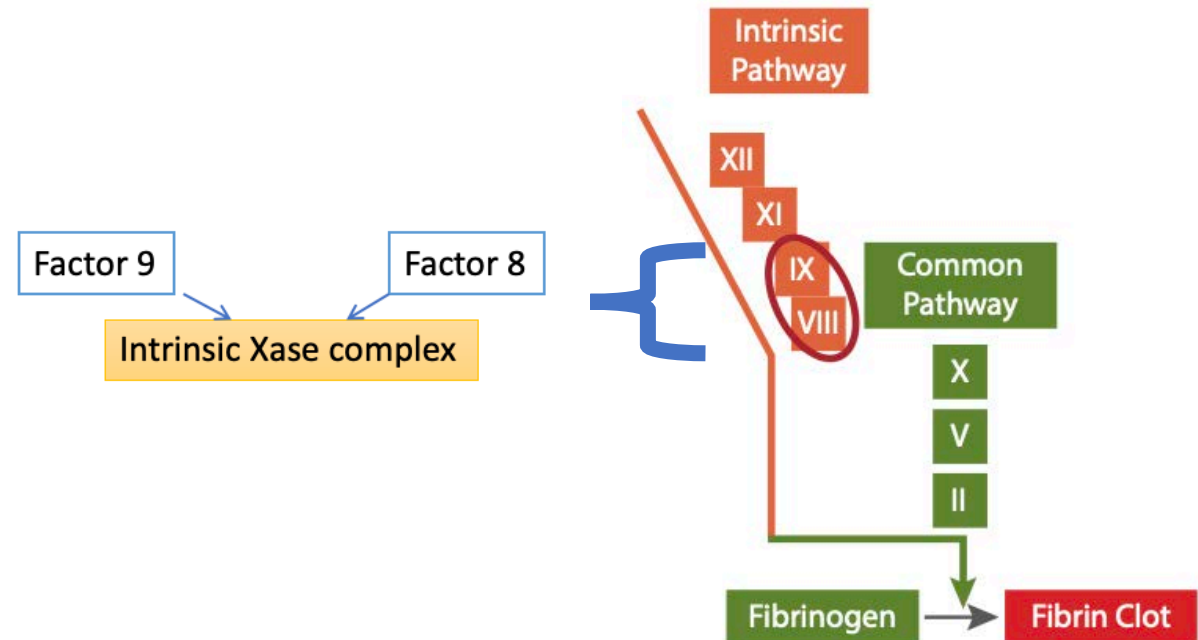 Intrinsic
Pathway
XII
XI
Factor 9
Factor 8
IX
Common
Pathway
VIII
Intrinsic Xase complex
X
V
II
Fibrinogen
Fibrin Clot